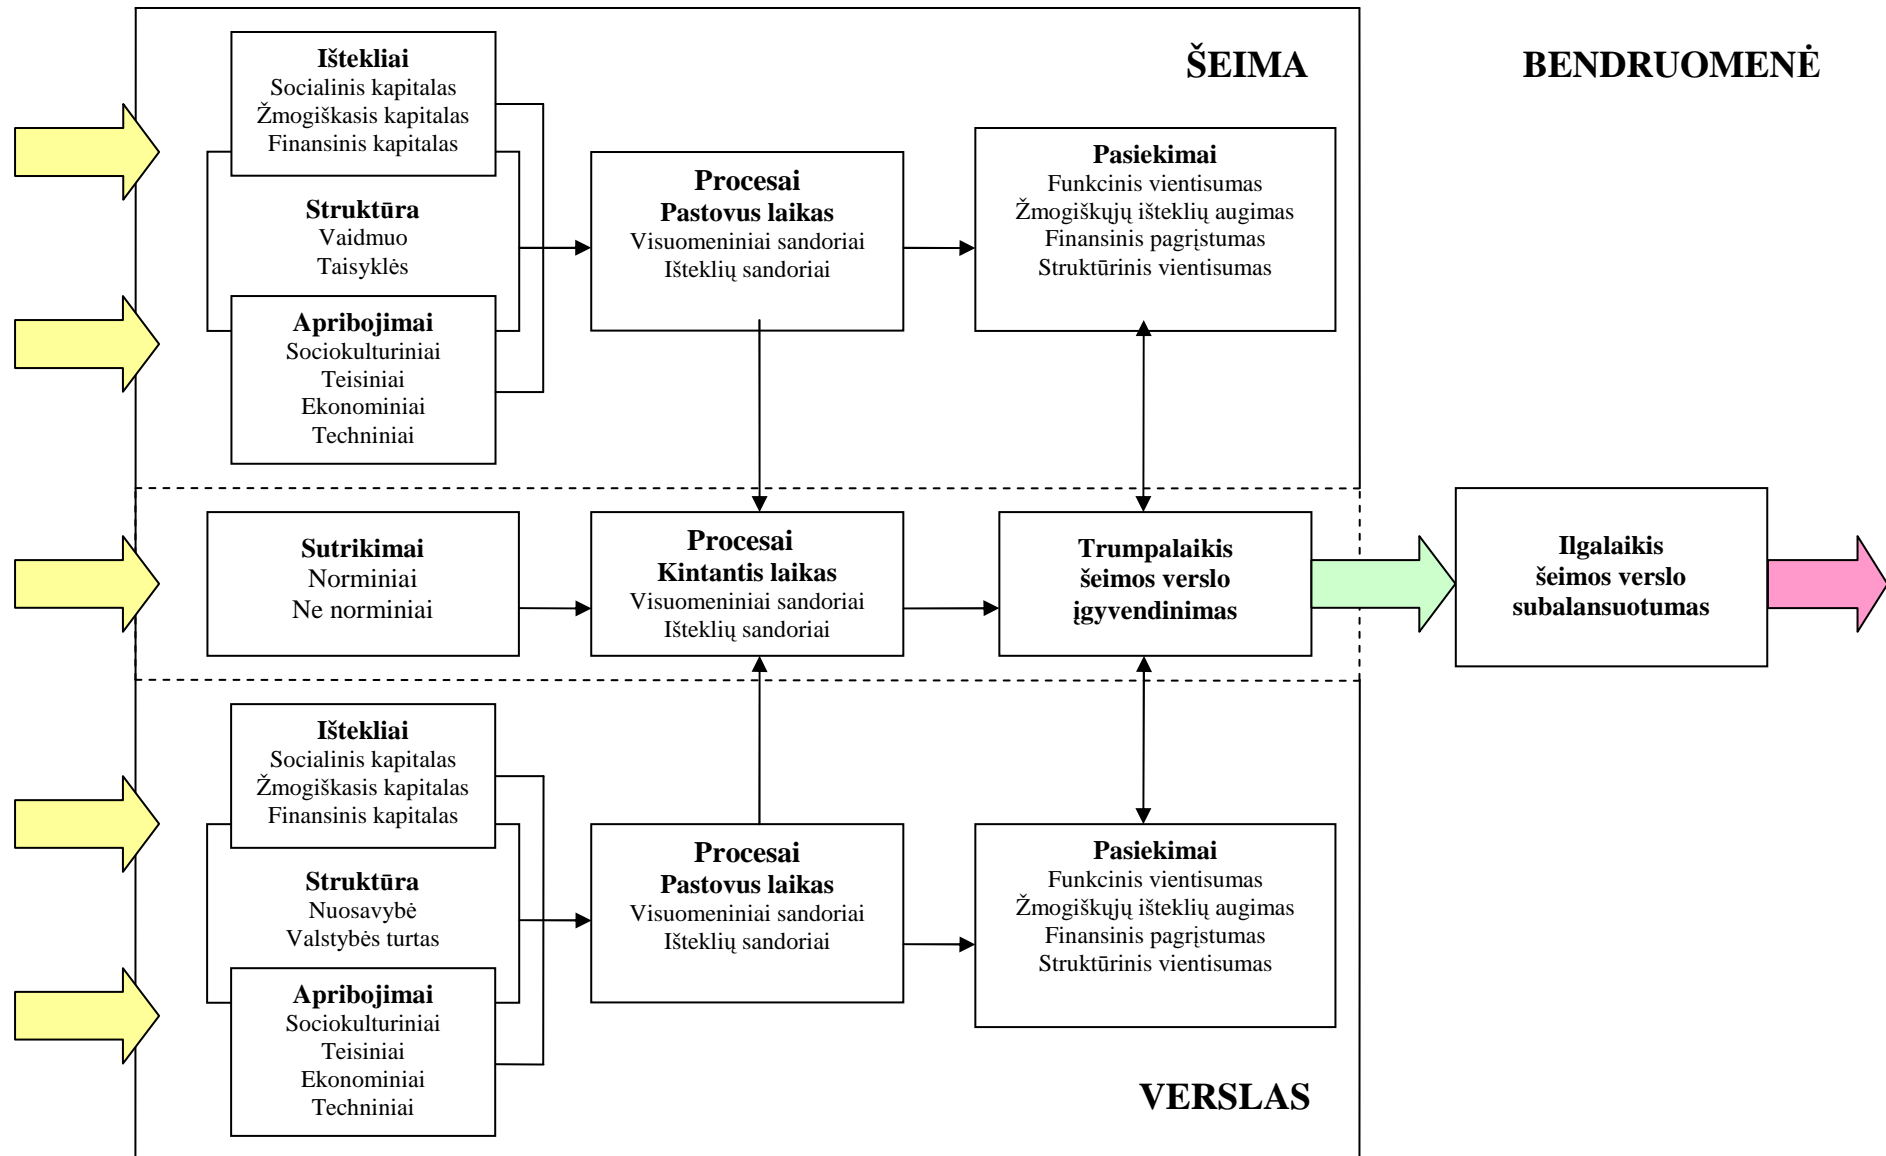 ŠEIMA
BENDRUOMENĖ
Ištekliai
Socialinis kapitalas
Žmogiškasis kapitalas
Finansinis kapitalas
Struktūra
Vaidmuo
Taisyklės
Apribojimai
Sociokulturiniai
Teisiniai
Ekonominiai
Techniniai
Procesai
Pastovus laikas
Visuomeniniai sandoriai
Išteklių sandoriai
Pasiekimai
Funkcinis vientisumas
Žmogiškųjų išteklių augimas
Finansinis pagrįstumas
Struktūrinis vientisumas
Sutrikimai
Norminiai
Ne norminiai
Procesai
Kintantis laikas
Visuomeniniai sandoriai
Išteklių sandoriai
Trumpalaikis
šeimos verslo
įgyvendinimas
Ilgalaikis
šeimos verslo
subalansuotumas
Ištekliai
Socialinis kapitalas
Žmogiškasis kapitalas
Finansinis kapitalas
Struktūra
Nuosavybė
Valstybės turtas
Apribojimai
Sociokulturiniai
Teisiniai
Ekonominiai
Techniniai
Procesai
Pastovus laikas
Visuomeniniai sandoriai
Išteklių sandoriai
Pasiekimai
Funkcinis vientisumas
Žmogiškųjų išteklių augimas
Finansinis pagrįstumas
Struktūrinis vientisumas
VERSLAS